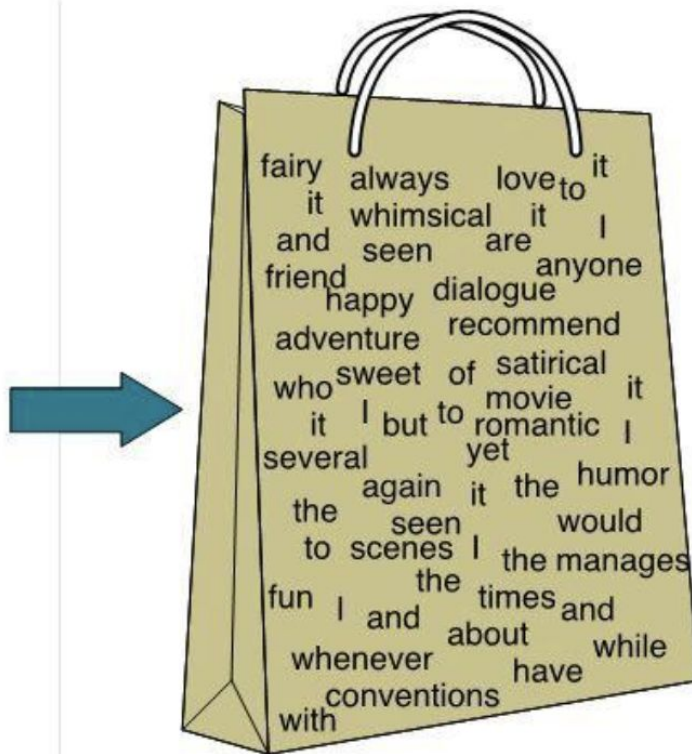 fairy always love to it
it whimsical it I
and seen are anyone
friend happy dialogue
adventure recommend
who sweet of satirical it
it I but to movie romantic I
several yet
again it the humor
the seen would
to scenes I the manages
fun I and the times and
whenever about have while
conventions
with